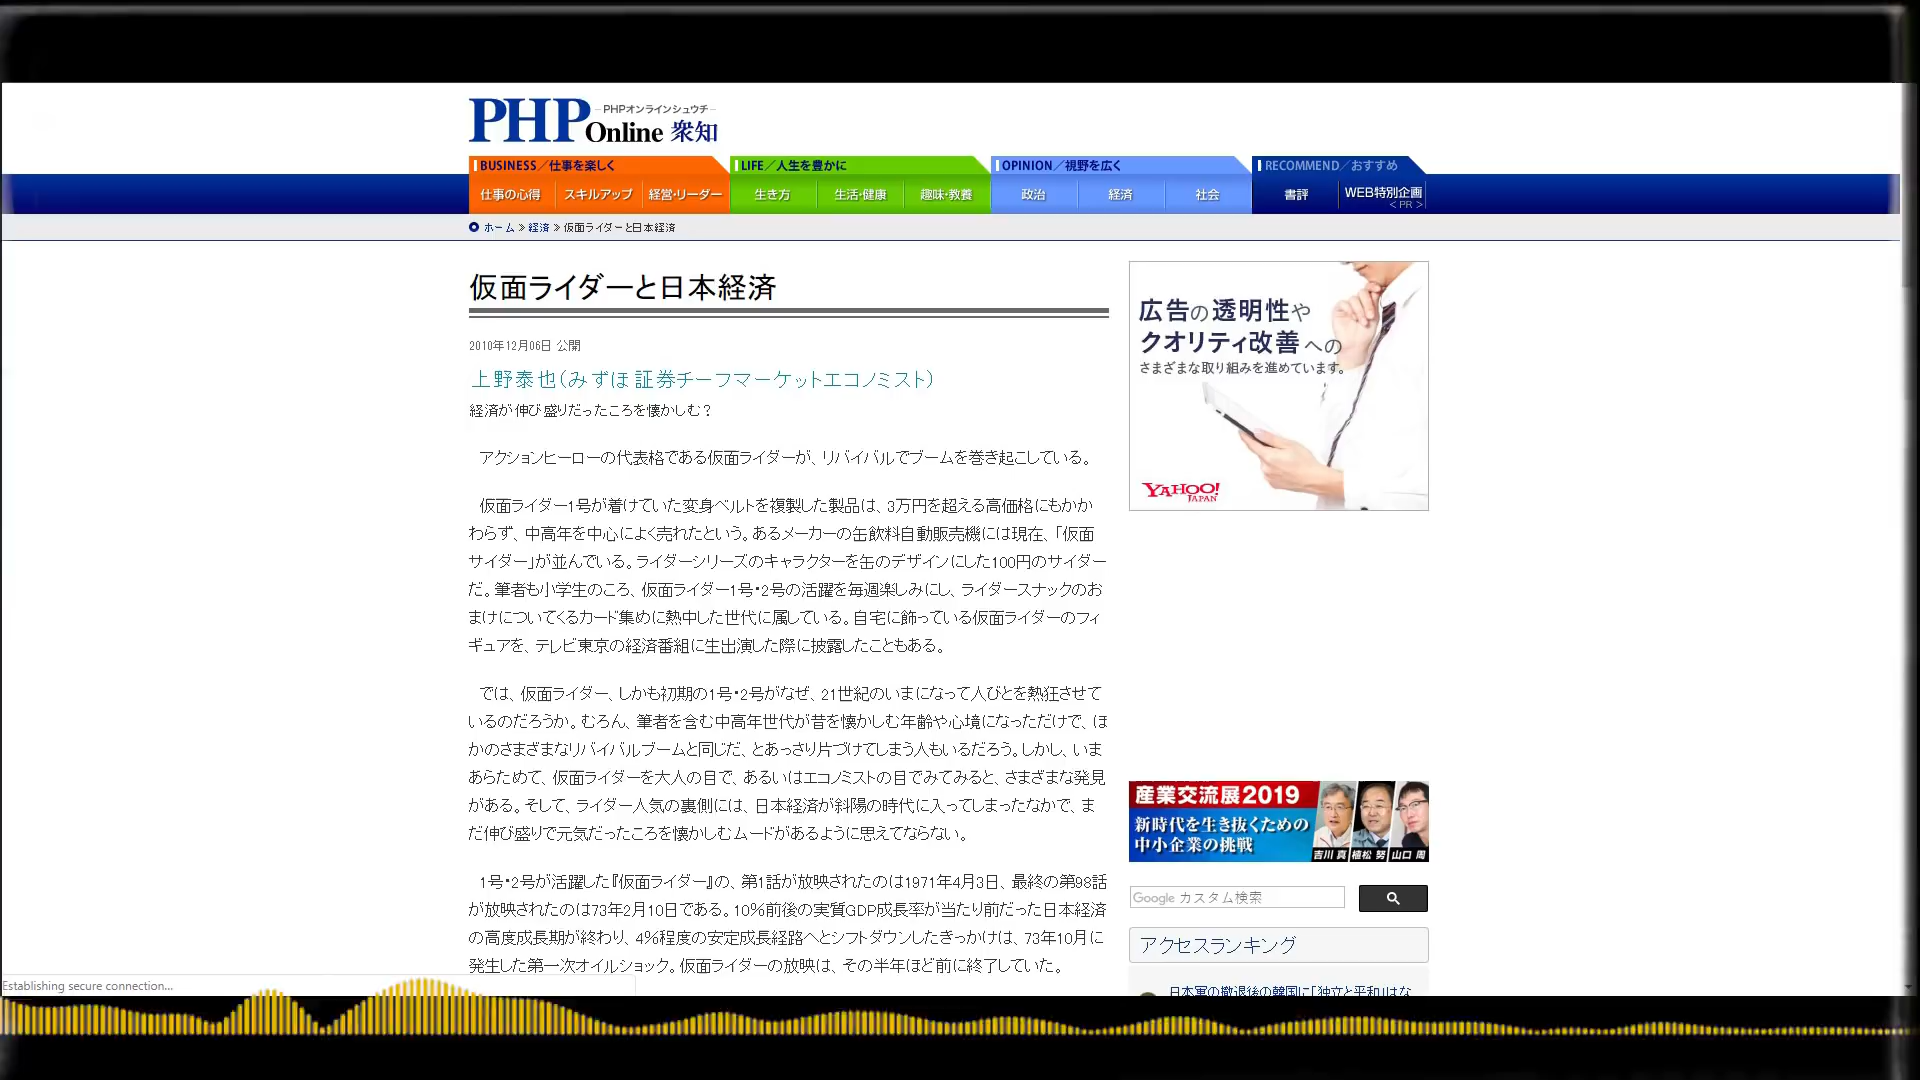 PHP Online 衆知
－PHPオンラインシュウチ－
BUSINESS／仕事を楽しく
LIFE／人生を豊かに
OPINION／視野を広く
RECOMMEND／おすすめ
仕事の心得
スキルアップ
経営・リーダー
生き方
生活・健康
趣味・教養
政治
経済
社会
書評
WEB特別企画
＜PR＞
ホーム » 経済 » 仮面ライダーと日本経済
仮面ライダーと日本経済
2010年12月06日 公開
上野泰也（みずほ証券チーフマーケットエコノミスト）
経済が伸び盛りだったころを懐かしむ？
アクションヒーローの代表格である仮面ライダーが、リバイバルでブームを巻き起こしている。
仮面ライダー1号が着けていた変身ベルトを複製した製品は、3万円を超える高価格にもかか
わらず、中高年を中心によく売れたという。あるメーカーの缶飲料自動販売機には現在、「仮面
サイダー」が並んでいる。ライダーシリーズのキャラクターを缶のデザインにした100円のサイダー
だ。筆者も小学生のころ、仮面ライダー1号・2号の活躍を毎週楽しみにし、ライダースナックのお
まけについてくるカード集めに熱中した世代に属している。自宅に飾っている仮面ライダーのフィ
ギュアを、テレビ東京の経済番組に生出演した際に披露したこともある。
では、仮面ライダー、しかも初期の1号・2号がなぜ、21世紀のいまになって人びとを熱狂させて
いるのだろうか。むろん、筆者を含む中高年世代が昔を懐かしむ年齢や心境になっただけで、ほ
かのさまざまなリバイバルブームと同じだ、とあっさり片づけてしまう人もいるだろう。しかし、いま
あらためて、仮面ライダーを大人の目で、あるいはエコノミストの目でみてみると、さまざまな発見
がある。そして、ライダー人気の裏側には、日本経済が斜陽の時代に入ってしまったなかで、ま
だ伸び盛りで元気だったころを懐かしむムードがあるように思えてならない。
1号・2号が活躍した『仮面ライダー』の、第1話が放映されたのは1971年4月3日、最終の第98話
が放映されたのは73年2月10日である。10％前後の実質GDP成長率が当たり前だった日本経済
の高度成長期が終わり、4％程度の安定成長経路へとシフトダウンしたきっかけは、73年10月に
発生した第一次オイルショック。仮面ライダーの放映は、その半年ほど前に終了していた。
広告の透明性や
クオリティ改善への
さまざまな取り組みを進めています。
YAHOO!
JAPAN
産業交流展2019
新時代を生き抜くための
中小企業の挑戦
吉川 真 植松 努 山口 周
Google カスタム検索
アクセスランキング
日本軍の撤退後の韓国に「独立と平和」はな
Establishing secure connection...